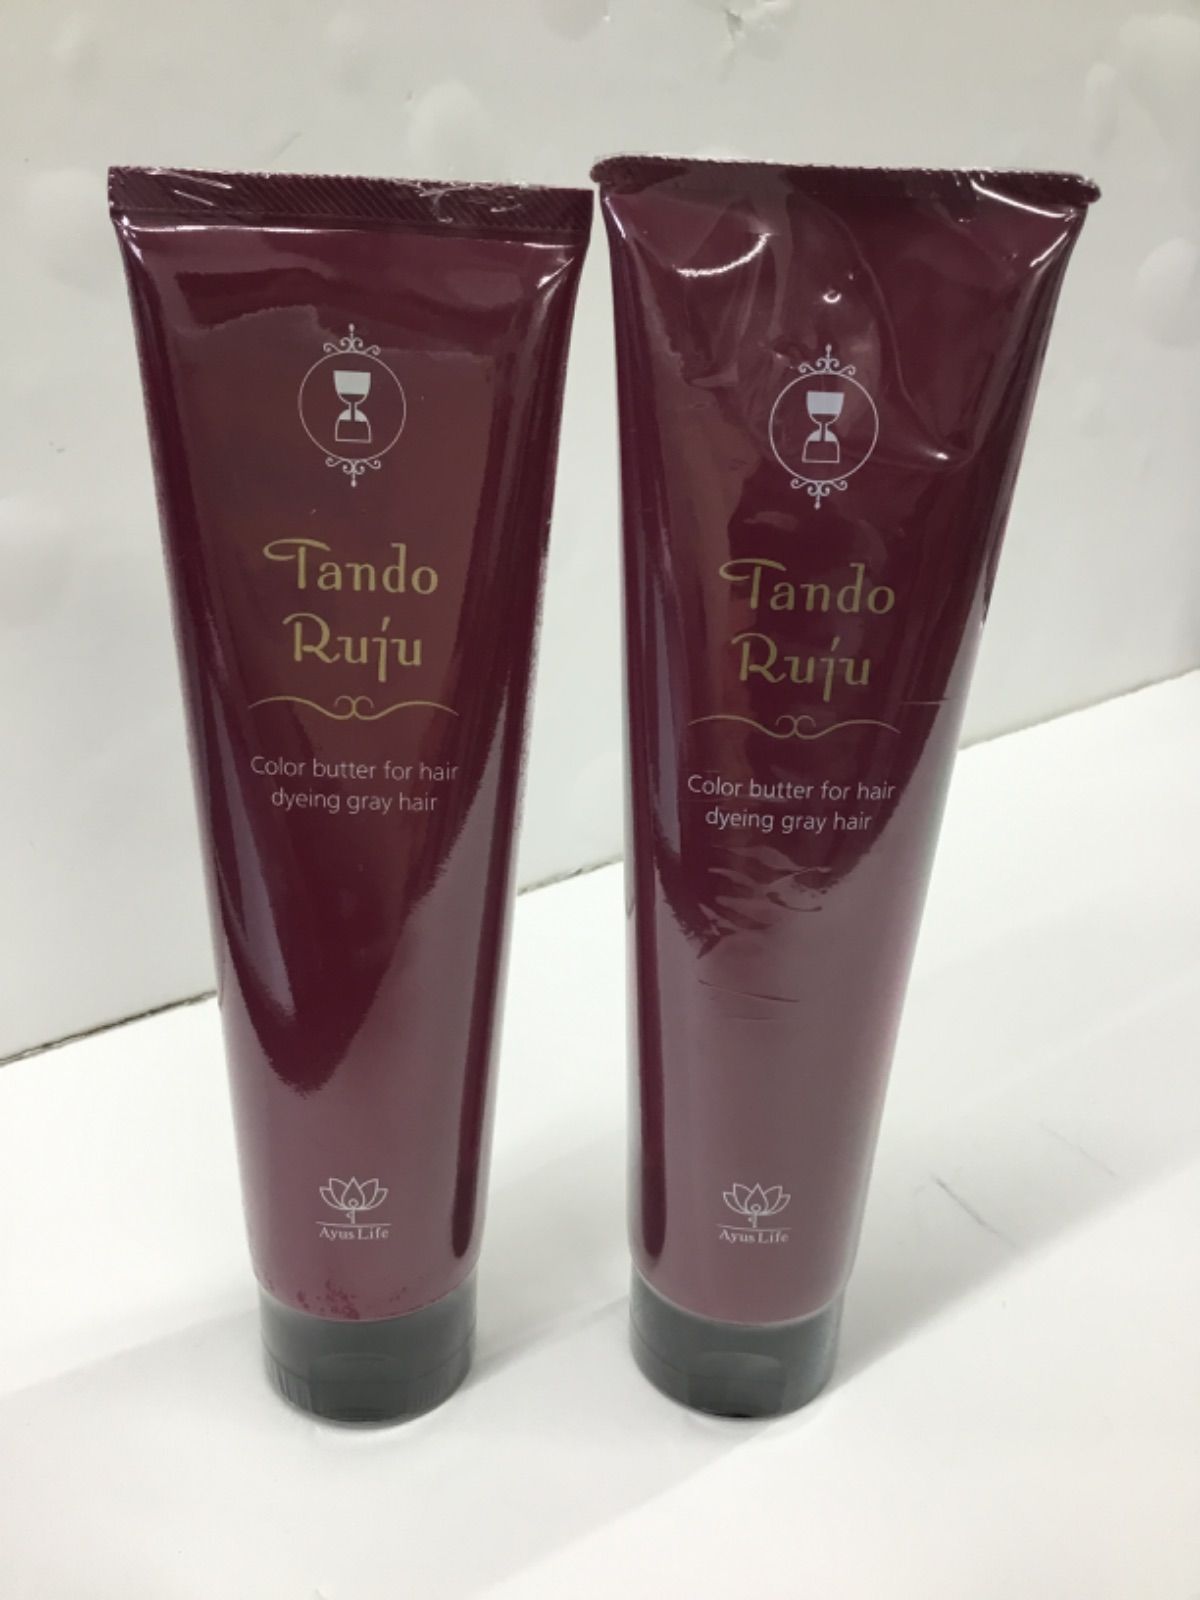 Tando
Ruju
Color butter for hair
dyeing gray hair
Ayus Life
Tando
Ruju
Color butter for hair
dyeing gray hair
Ayus Life